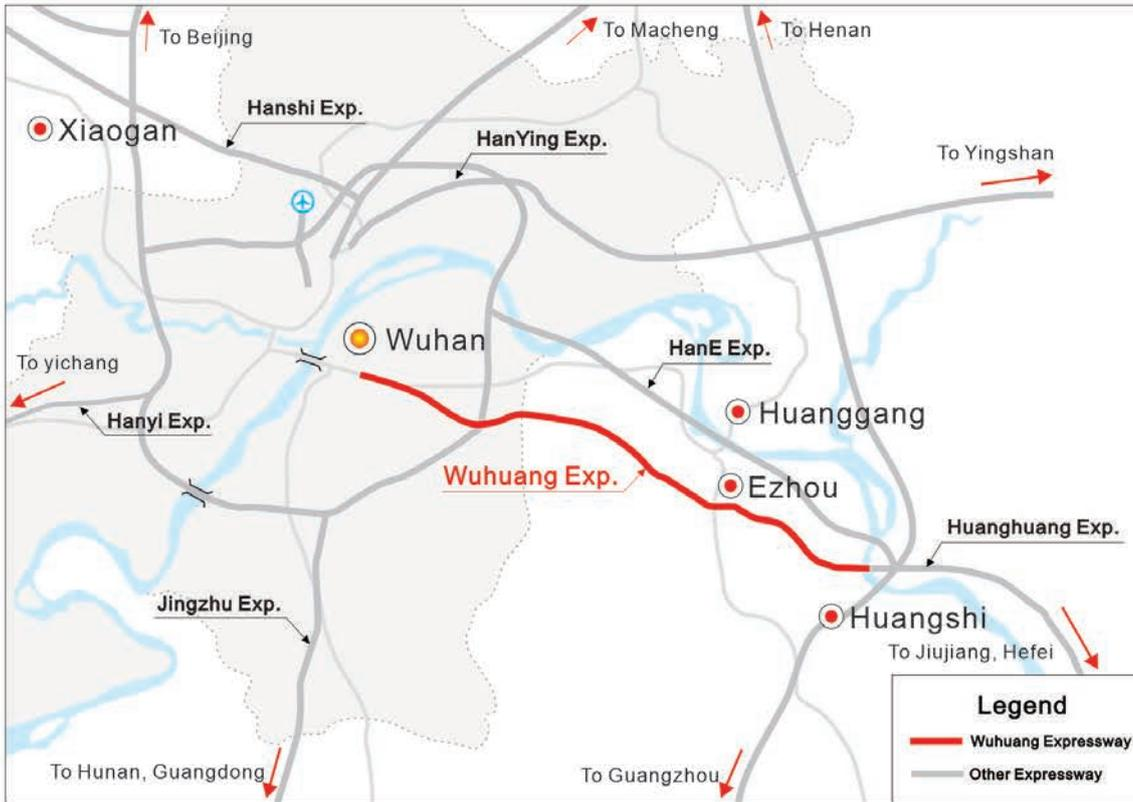 To Beijing
To Macheng
To Henan
Hanshi Exp.
Xiaogan
HanYing Exp.
To Yingshan
Wuhan
HanE Exp.
To yichang
Hanyi Exp.
Huanggang
Wuhuang Exp.
Ezhou
Huanghuang Exp.
Jingzhu Exp.
Huangshi
To Jiujiang, Hefei
Legend
Wuhuang Expressway
Other Expressway
To Hunan, Guangdong
To Guangzhou